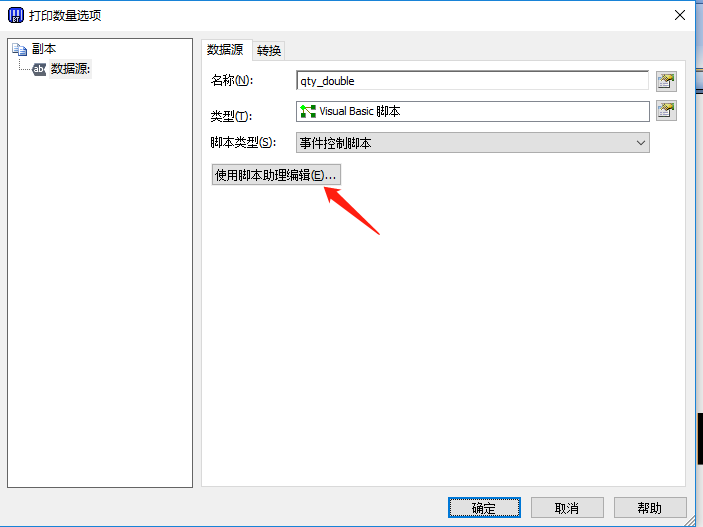 打印数量选项
副本
数据源:
数据源 转换
名称(N): qty_double
类型(T): Visual Basic 脚本
脚本类型(S): 事件控制脚本
使用脚本助理编辑(E)...
确定 取消 帮助